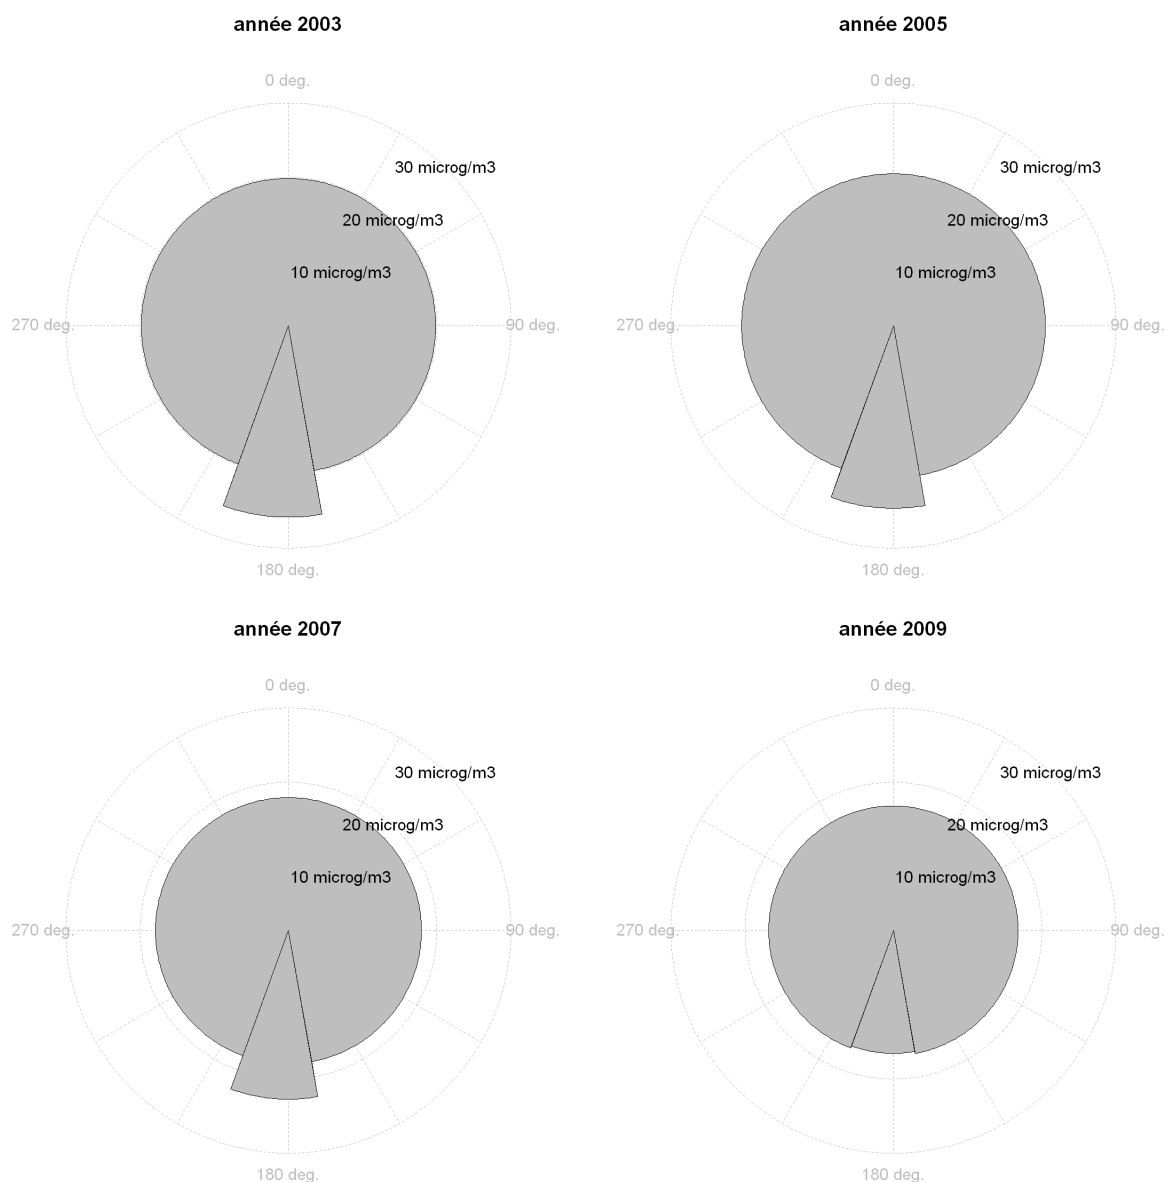 année 2003
0 deg.
30 microg/m3
20 microg/m3
10 microg/m3
270 deg.
90 deg.
180 deg.
année 2005
0 deg.
30 microg/m3
20 microg/m3
10 microg/m3
270 deg.
90 deg.
180 deg.
année 2007
0 deg.
30 microg/m3
20 microg/m3
10 microg/m3
270 deg.
90 deg.
180 deg.
année 2009
0 deg.
30 microg/m3
20 microg/m3
10 microg/m3
270 deg.
90 deg.
180 deg.